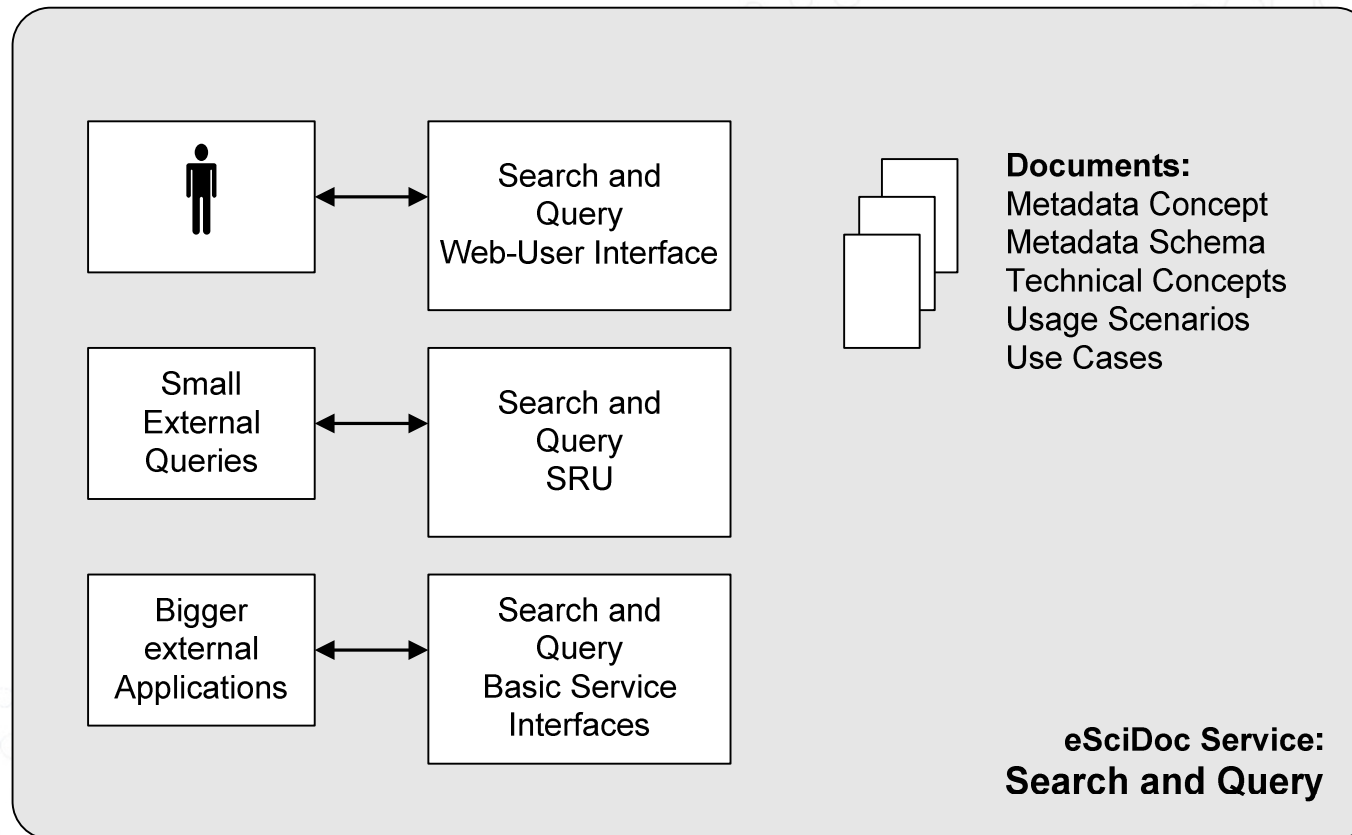 Search and
Query
Web-User Interface
Small
External
Queries
Search and
Query
SRU
Bigger
external
Applications
Search and
Query
Basic Service
Interfaces
Documents:
Metadata Concept
Metadata Schema
Technical Concepts
Usage Scenarios
Use Cases
eSciDoc Service:
Search and Query